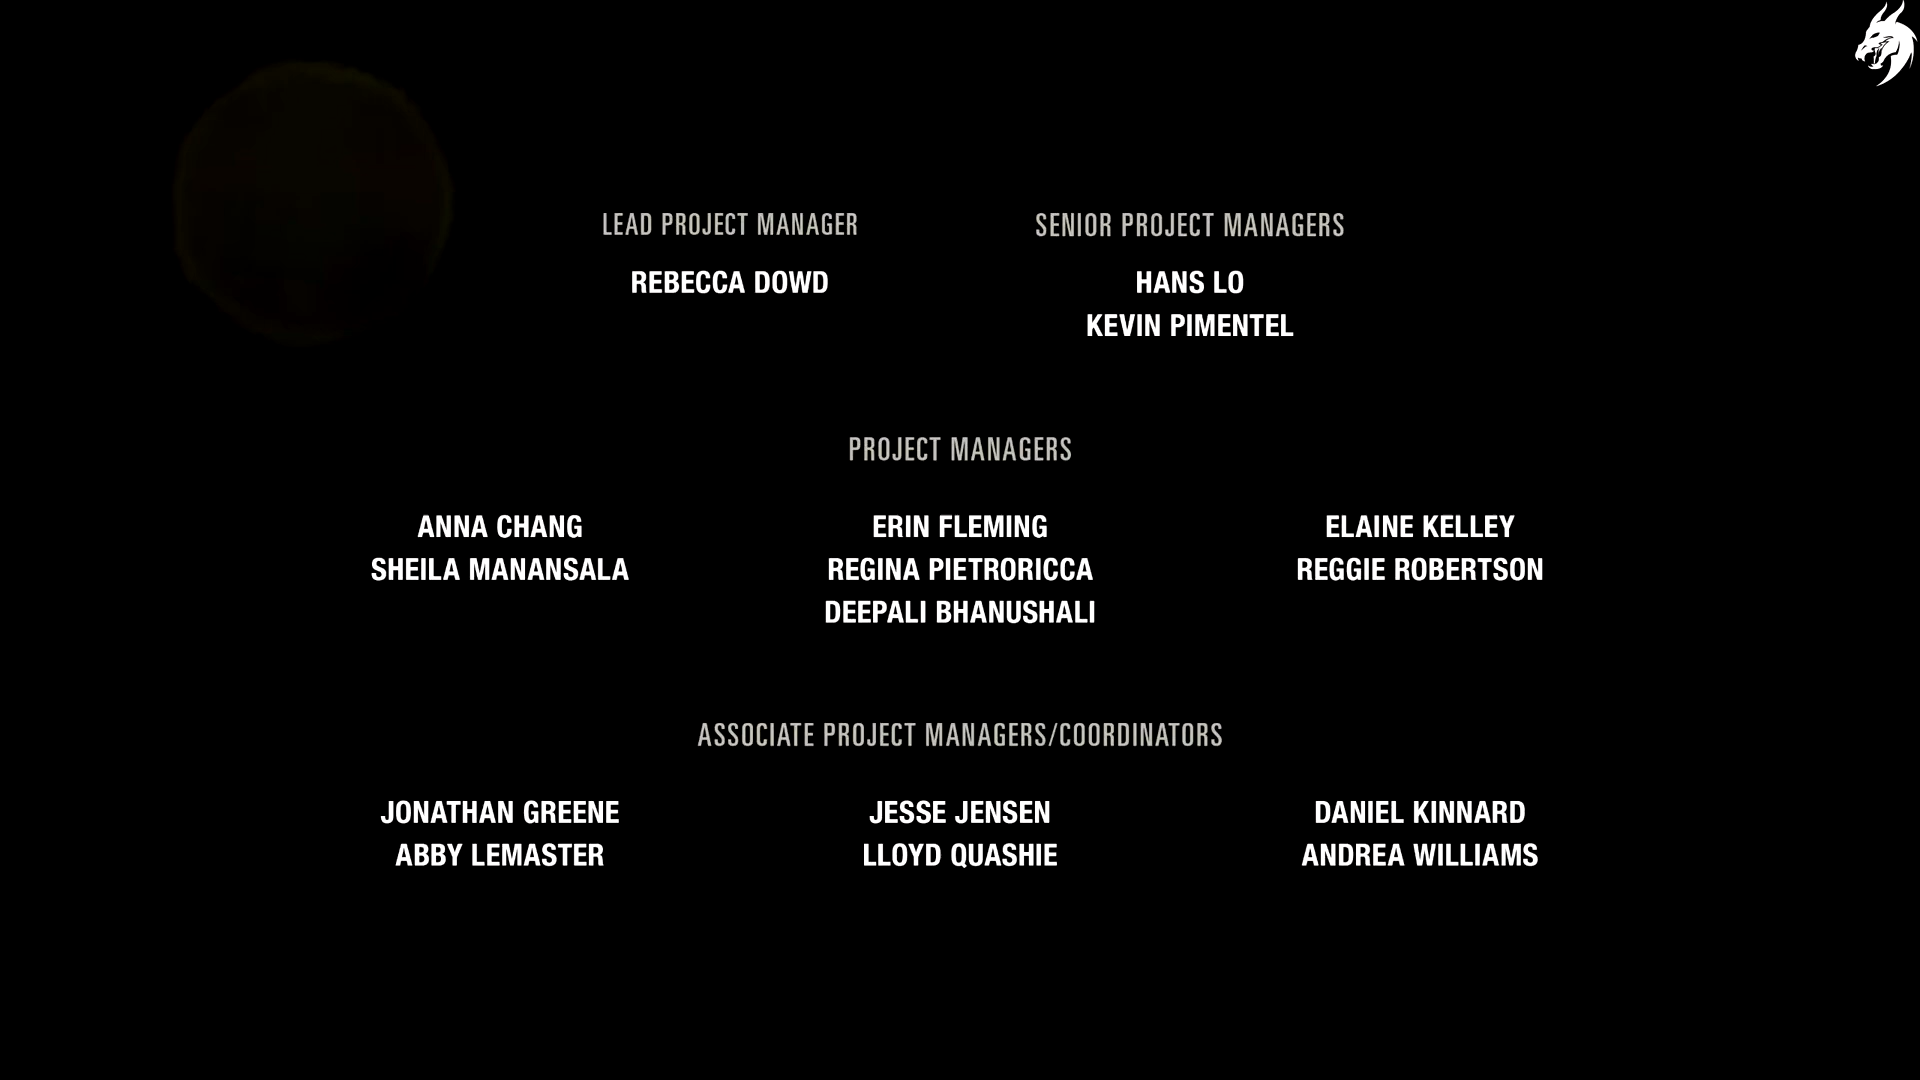 LEAD PROJECT MANAGER
REBECCA DOWD
SENIOR PROJECT MANAGERS
HANS LO
KEVIN PIMENTEL
PROJECT MANAGERS
ANNA CHANG
SHEILA MANANSALA
ERIN FLEMING
REGINA PIETRORICCA
DEEPALI BHANUSHALI
ELAINE KELLEY
REGGIE ROBERTSON
ASSOCIATE PROJECT MANAGERS/COORDINATORS
JONATHAN GREENE
ABBY LEMASTER
JESSE JENSEN
LLOYD QUASHIE
DANIEL KINNARD
ANDREA WILLIAMS